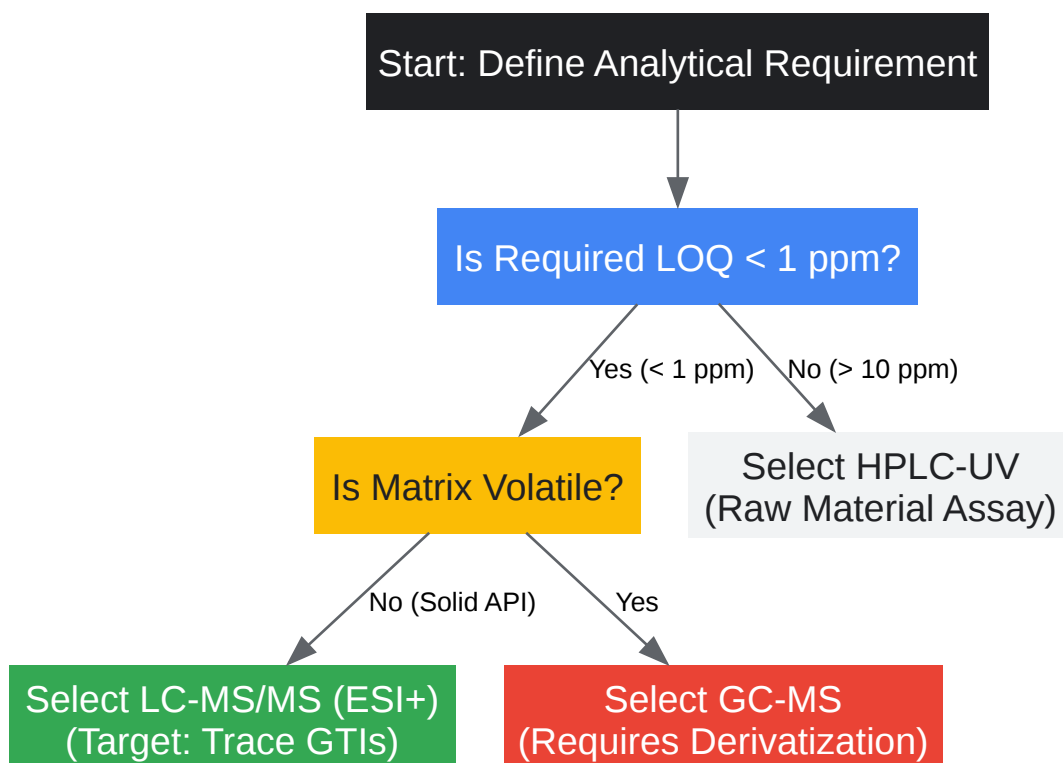 Start: Define Analytical Requirement
Is Required LOQ < 1 ppm?
Yes (< 1 ppm)
No (> 10 ppm)
Is Matrix Volatile?
Select HPLC-UV
(Raw Material Assay)
No (Solid API)
Yes
Select LC-MS/MS (ESI+)
(Target: Trace GTIs)
Select GC-MS
(Requires Derivatization)